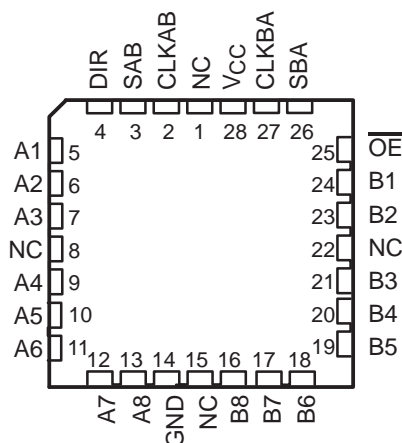 DIR SAB CLKAB NC VCC CLKBA SBA
4 3 2 1 28 27 26
A1 5 25 OE
A2 6 24 B1
A3 7 23 B2
NC 8 22 NC
A4 9 21 B3
A5 10 20 B4
A6 11 19 B5
12 13 14 15 16 17 18
A7 A8 GND NC B8 B7 B6